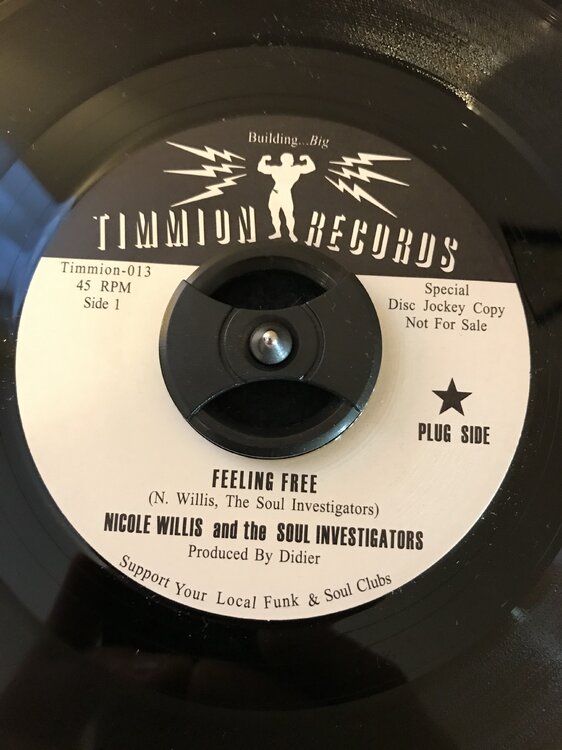 Building...Big
TIMMION RECORDS
Timmion-013
45 RPM
Side 1
Special
Disc Jockey Copy
Not For Sale
PLUG SIDE
FEELING FREE
(N. Willis, The Soul Investigators)
NICOLE WILLIS and the SOUL INVESTIGATORS
Produced By Didier
Support Your Local Funk & Soul Clubs